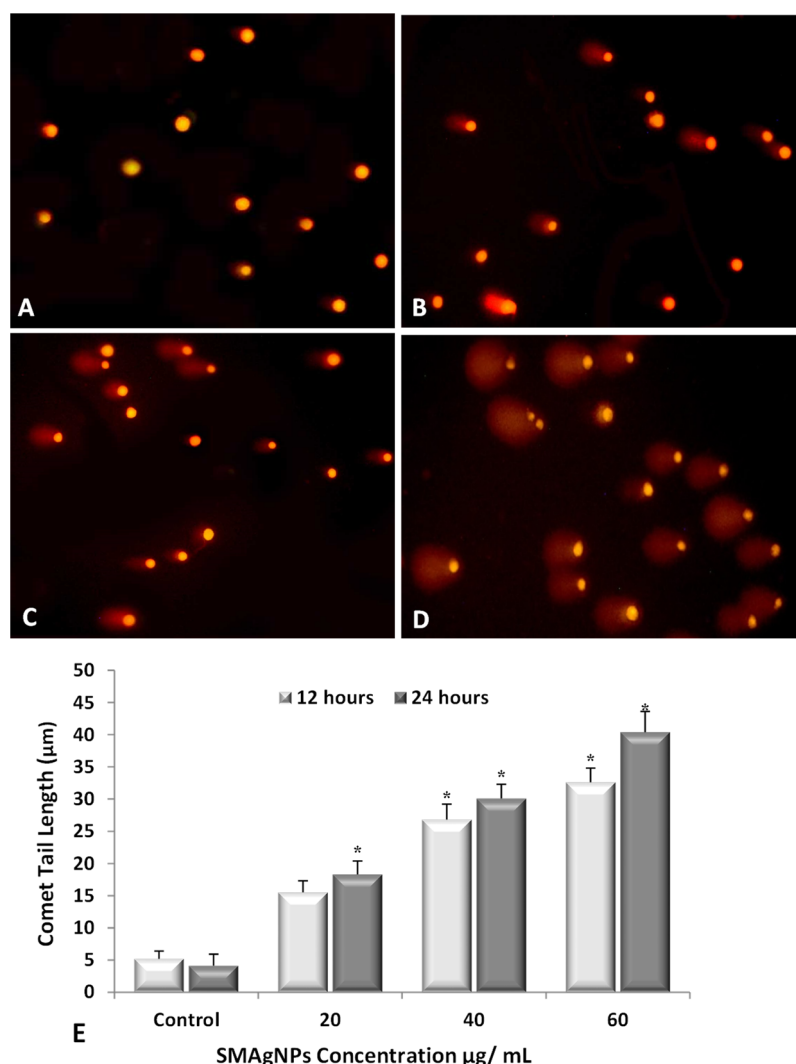 A
B
C
D
50
45
40
35
30
25
20
15
10
5
0
Comet Tail Length (µm)
12 hours
24 hours
*
*
*
*
*
Control
20
40
60
E
SMAgNPs Concentration µg/ mL